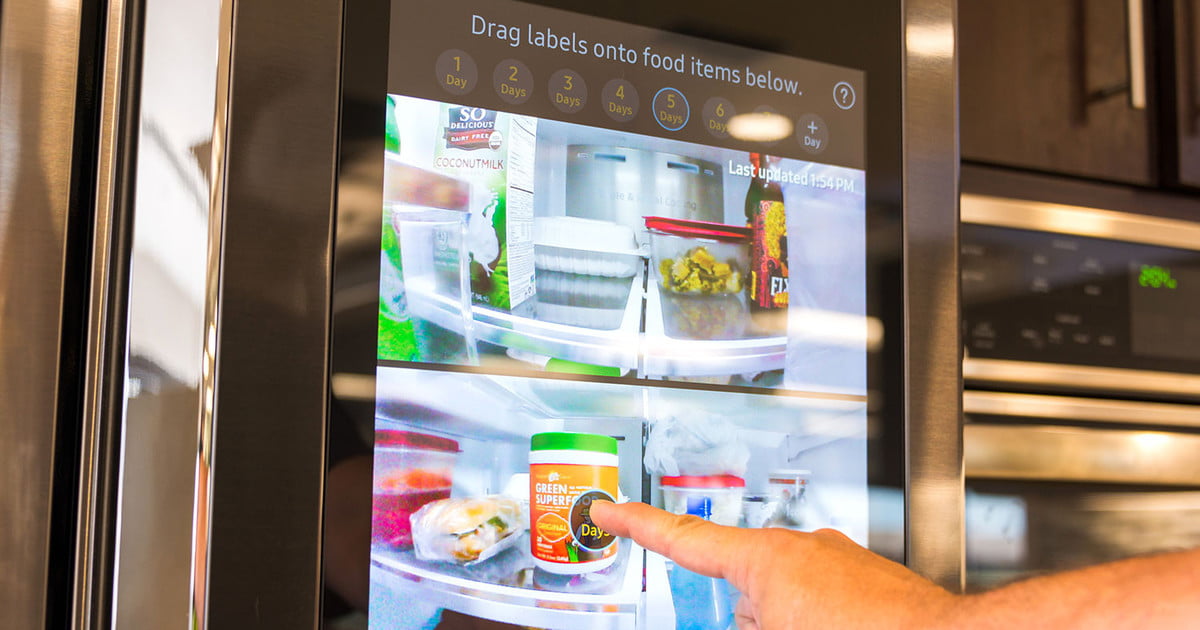 Drag labels onto food items below.
1 Day
2 Days
3 Days
4 Days
5 Days
6 Days
+ Day
?
Last updated 1:54 PM
SO
DELICIOUS
DAIRY FREE
COCONUTMILK
GREEN
SUPERFOOD
ORIGINAL
Days